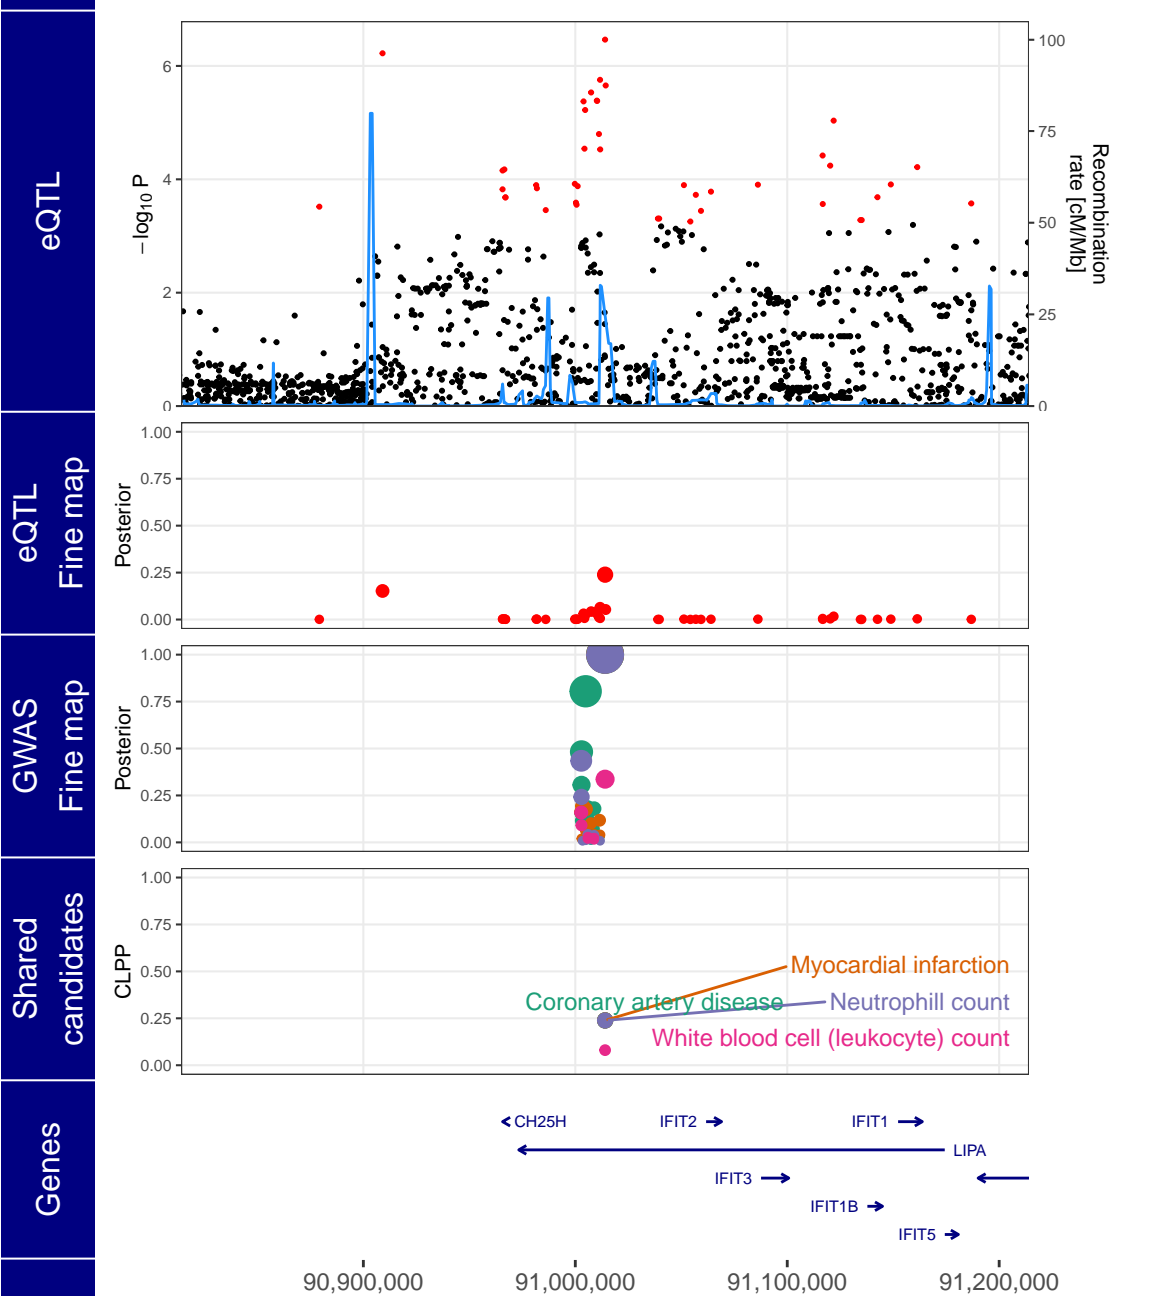 eQTL
−log10 P
6
4
2
0
100
75
50
25
0
Recombination
rate [cM/Mb]
eQTL
Fine map
Posterior
1.00
0.75
0.50
0.25
0.00
GWAS
Fine map
Posterior
1.00
0.75
0.50
0.25
0.00
Shared
candidates
CLPP
1.00
0.75
0.50
0.25
0.00
Myocardial infarction
Coronary artery disease
Neutrophill count
White blood cell (leukocyte) count
Genes
CH25H
IFIT2
IFIT1
LIPA
IFIT3
IFIT1B
IFIT5
90,900,000
91,000,000
91,100,000
91,200,000